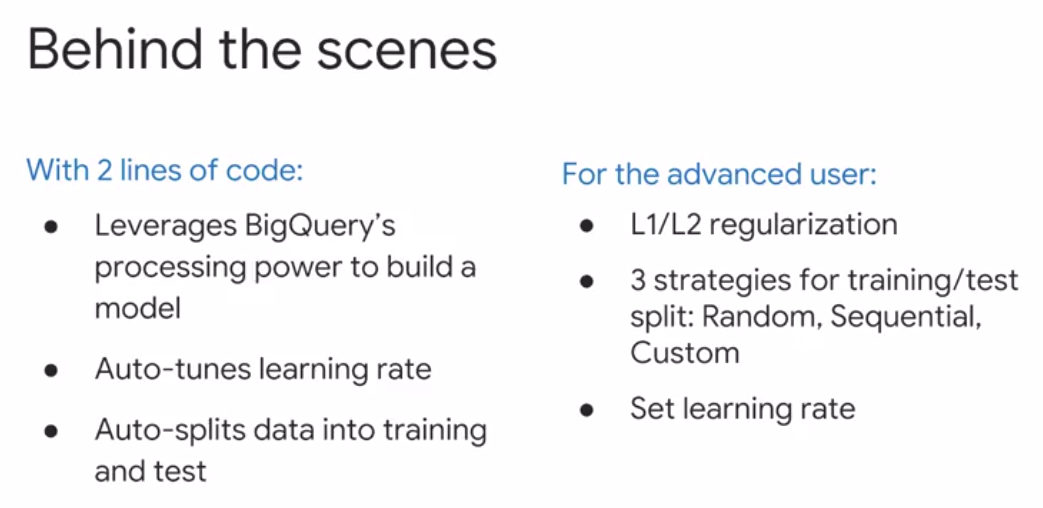 Behind the scenes
With 2 lines of code:
● Leverages BigQuery's
processing power to build a
model
● Auto-tunes learning rate
● Auto-splits data into training
and test
For the advanced user:
● L1/L2 regularization
● 3 strategies for training/test
split: Random, Sequential,
Custom
● Set learning rate